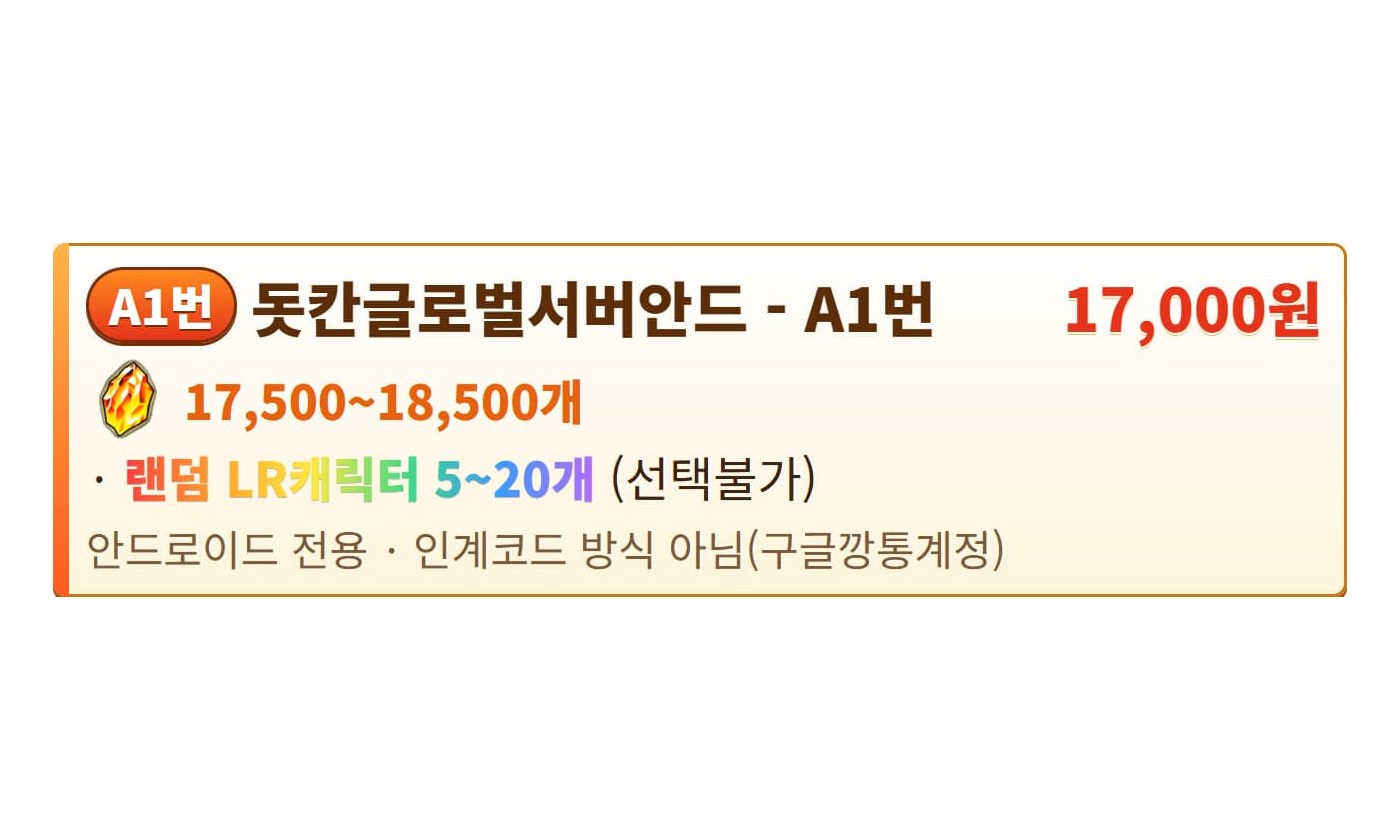 A1번 돗칸글로벌서버안드 - A1번 17,000원
17,500~18,500개
· 랜덤 LR캐릭터 5~20개 (선택불가)
안드로이드 전용 · 인계코드 방식 아님(구글깡통계정)